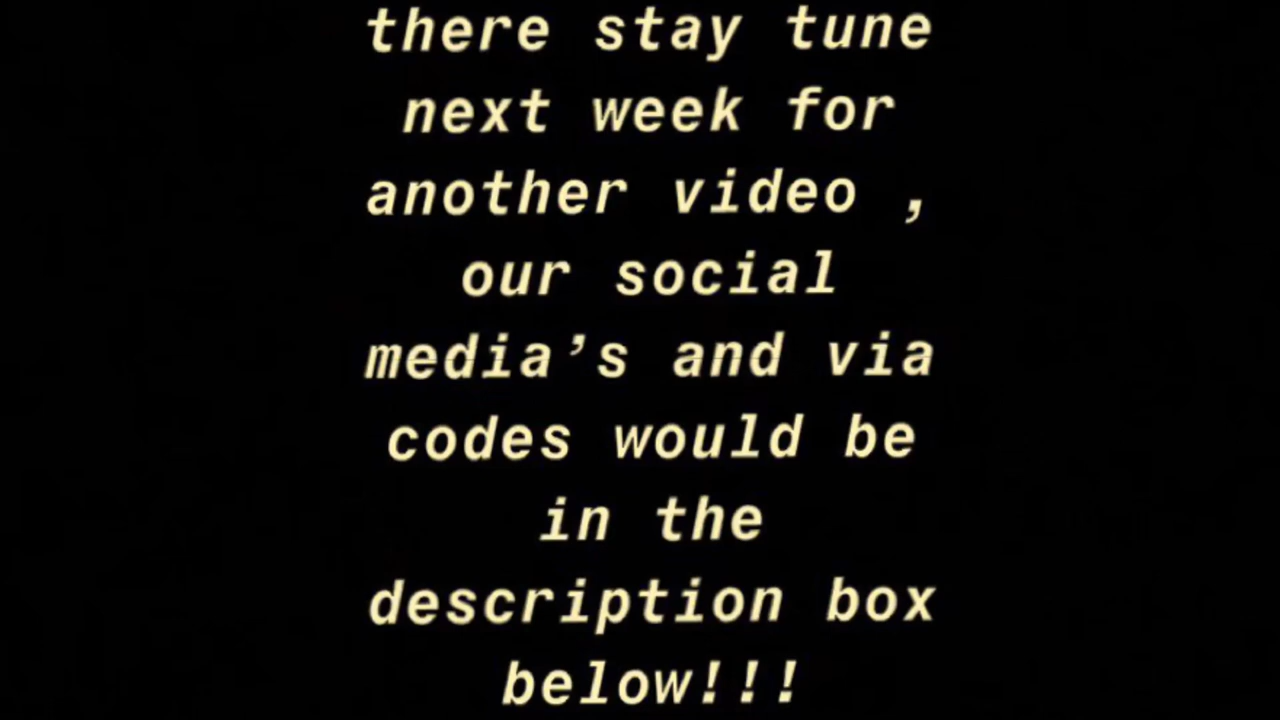 there stay tune
next week for
another video ,
our social
media’s and via
codes would be
in the
description box
below!!!